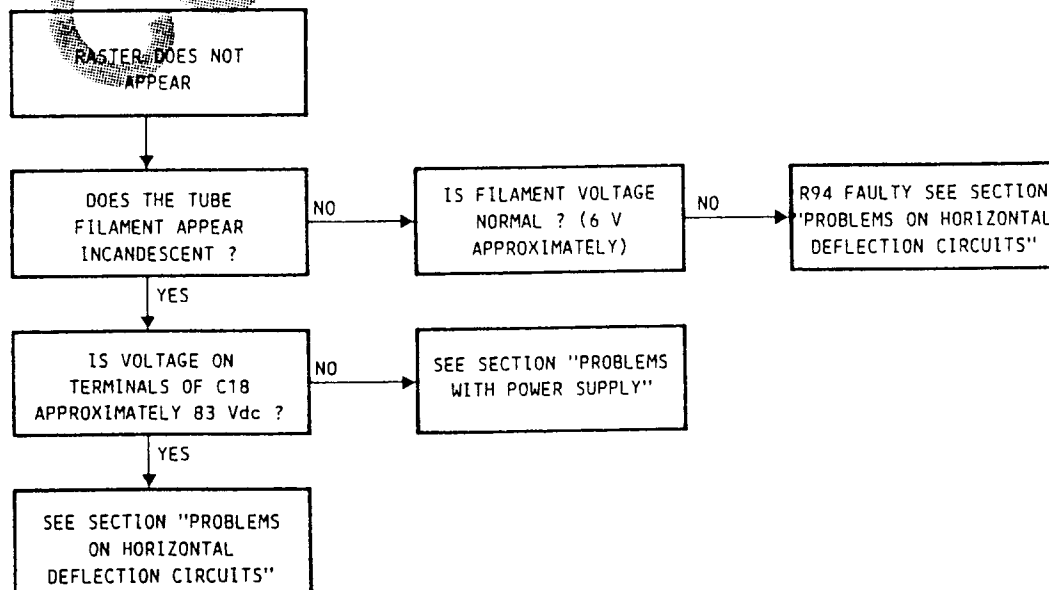 RASTER DOES NOT
APPEAR
DOES THE TUBE
FILAMENT APPEAR
INCANDESCENT ?
NO
IS FILAMENT VOLTAGE
NORMAL ? (6 V
APPROXIMATELY)
NO
R94 FAULTY SEE SECTION
"PROBLEMS ON HORIZONTAL
DEFLECTION CIRCUITS"
YES
IS VOLTAGE ON
TERMINALS OF C18
APPROXIMATELY 83 Vdc ?
NO
SEE SECTION "PROBLEMS
WITH POWER SUPPLY"
YES
SEE SECTION "PROBLEMS
ON HORIZONTAL
DEFLECTION CIRCUITS"